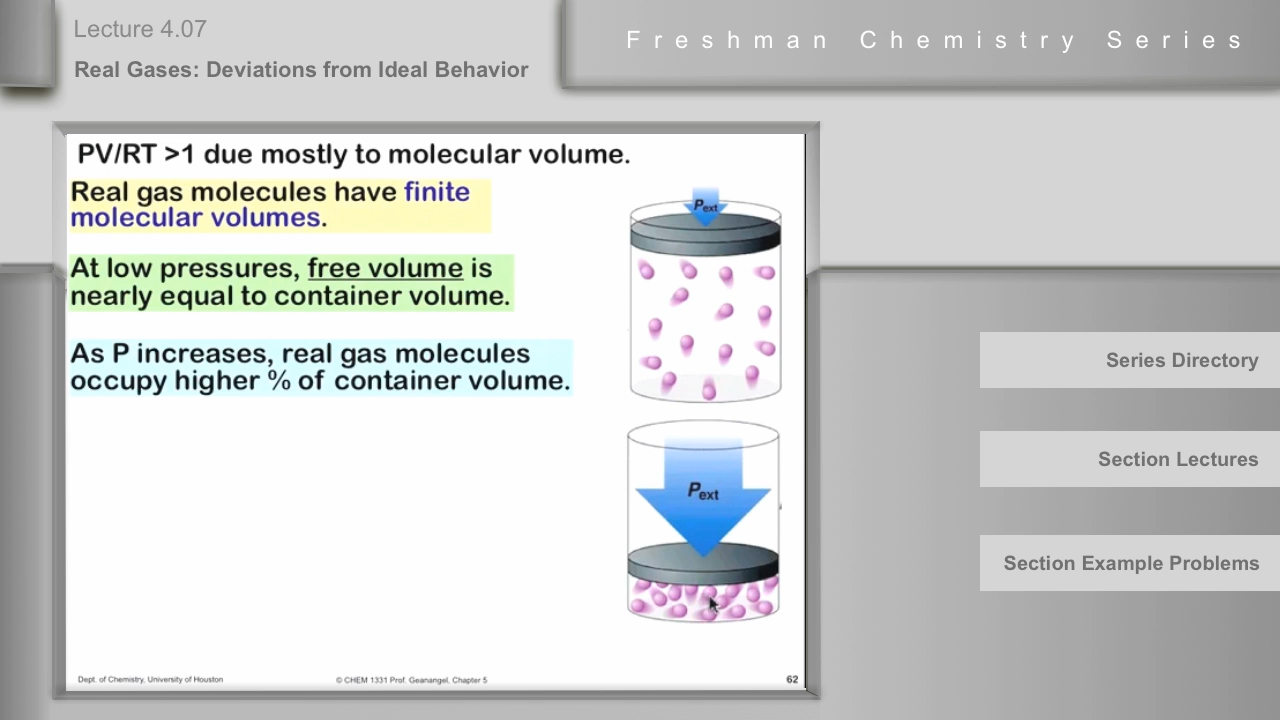 Lecture 4.07
Real Gases: Deviations from Ideal Behavior
Freshman Chemistry Series
PV/RT >1 due mostly to molecular volume.
Real gas molecules have finite
molecular volumes.
At low pressures, free volume is
nearly equal to container volume.
As P increases, real gas molecules
occupy higher % of container volume.
Pext
Pext
Series Directory
Section Lectures
Section Example Problems
Dept. of Chemistry, University of Houston
© CHEM 1331 Prof. Geanangel, Chapter 5
62